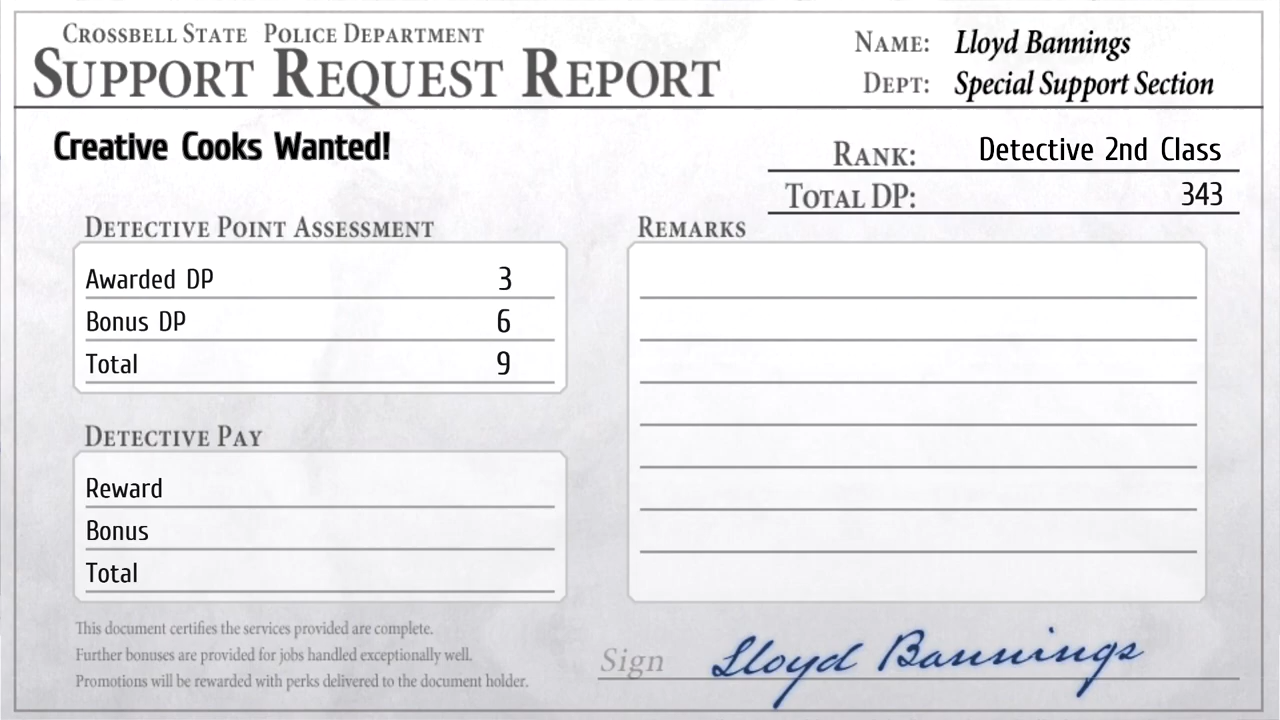 Crossbell State Police Department
Support Request Report
Name: Lloyd Bannings
Dept: Special Support Section
Creative Cooks Wanted!
Rank: Detective 2nd Class
Total DP: 343
Detective Point Assessment
Awarded DP 3
Bonus DP 6
Total 9
Remarks
Detective Pay
Reward
Bonus
Total
This document certifies the services provided are complete.
Further bonuses are provided for jobs handled exceptionally well.
Promotions will be rewarded with perks delivered to the document holder.
Sign Lloyd Bannings